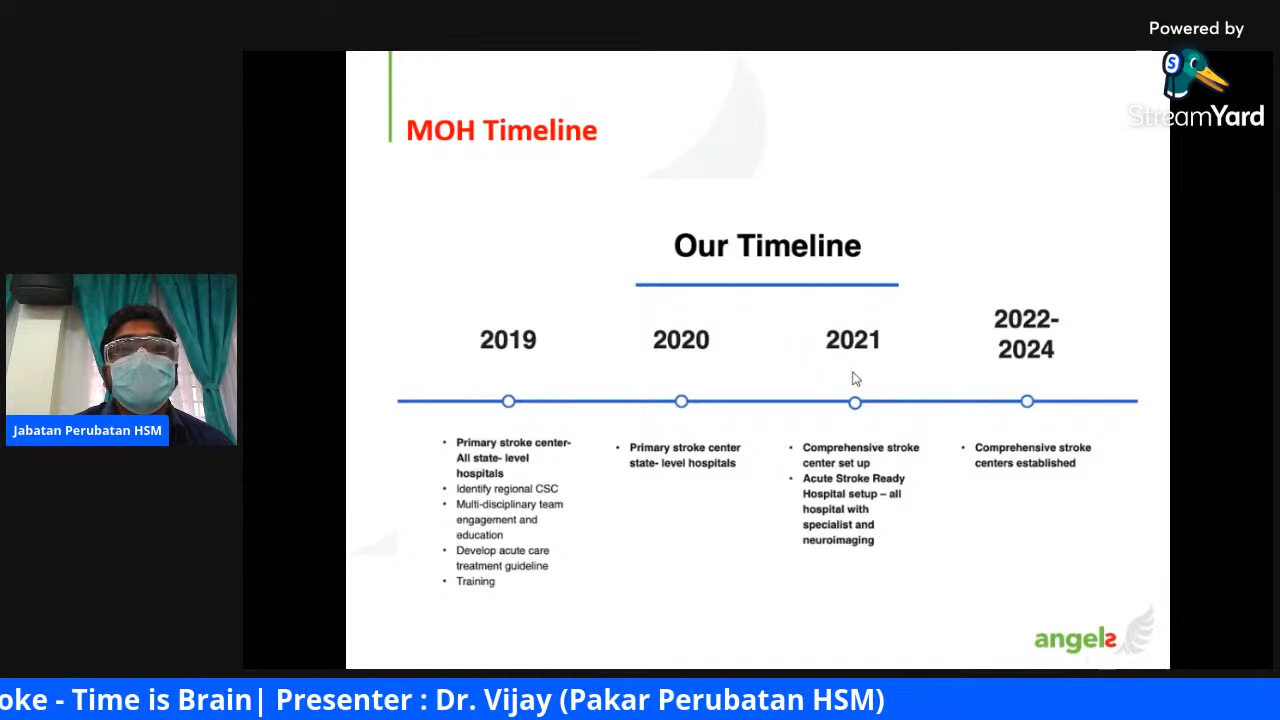 Powered by
StreamYard
MOH Timeline
Our Timeline
2019
2020
2021
2022-
2024
• Primary stroke center-
All state- level
hospitals
• Identify regional CSC
• Multi-disciplinary team
engagement and
education
• Develop acute care
treatment guideline
• Training
• Primary stroke center
state- level hospitals
• Comprehensive stroke
center set up
• Acute Stroke Ready
Hospital setup – all
hospital with
specialist and
neuroimaging
• Comprehensive stroke
centers established
angels
Jabatan Perubatan HSM
oke - Time is Brain| Presenter : Dr. Vijay (Pakar Perubatan HSM)